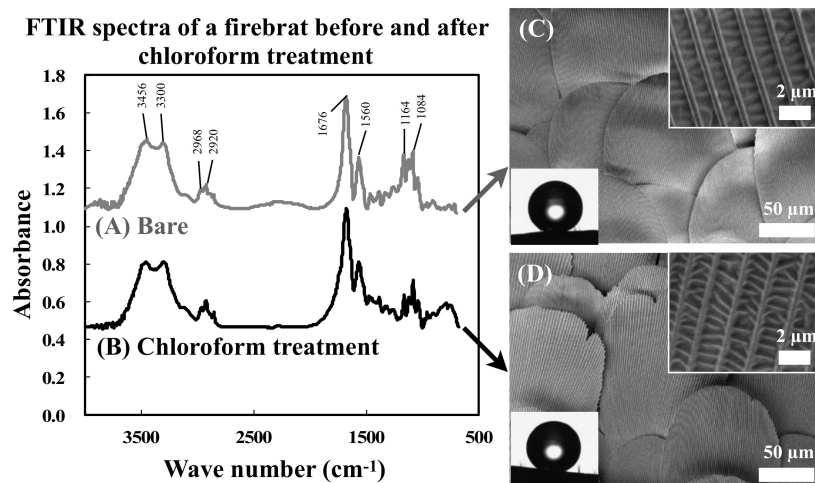 FTIR spectra of a firebrat before and after
chloroform treatment
Absorbance
1.8
1.6
1.4
1.2
1.0
0.8
0.6
0.4
0.2
0.0
3456
3300
2968
2920
1676
1560
1164
1084
(A) Bare
(B) Chloroform treatment
3500
2500
1500
500
Wave number (cm-1)
(C)
2 µm
50 µm
(D)
2 µm
50 µm